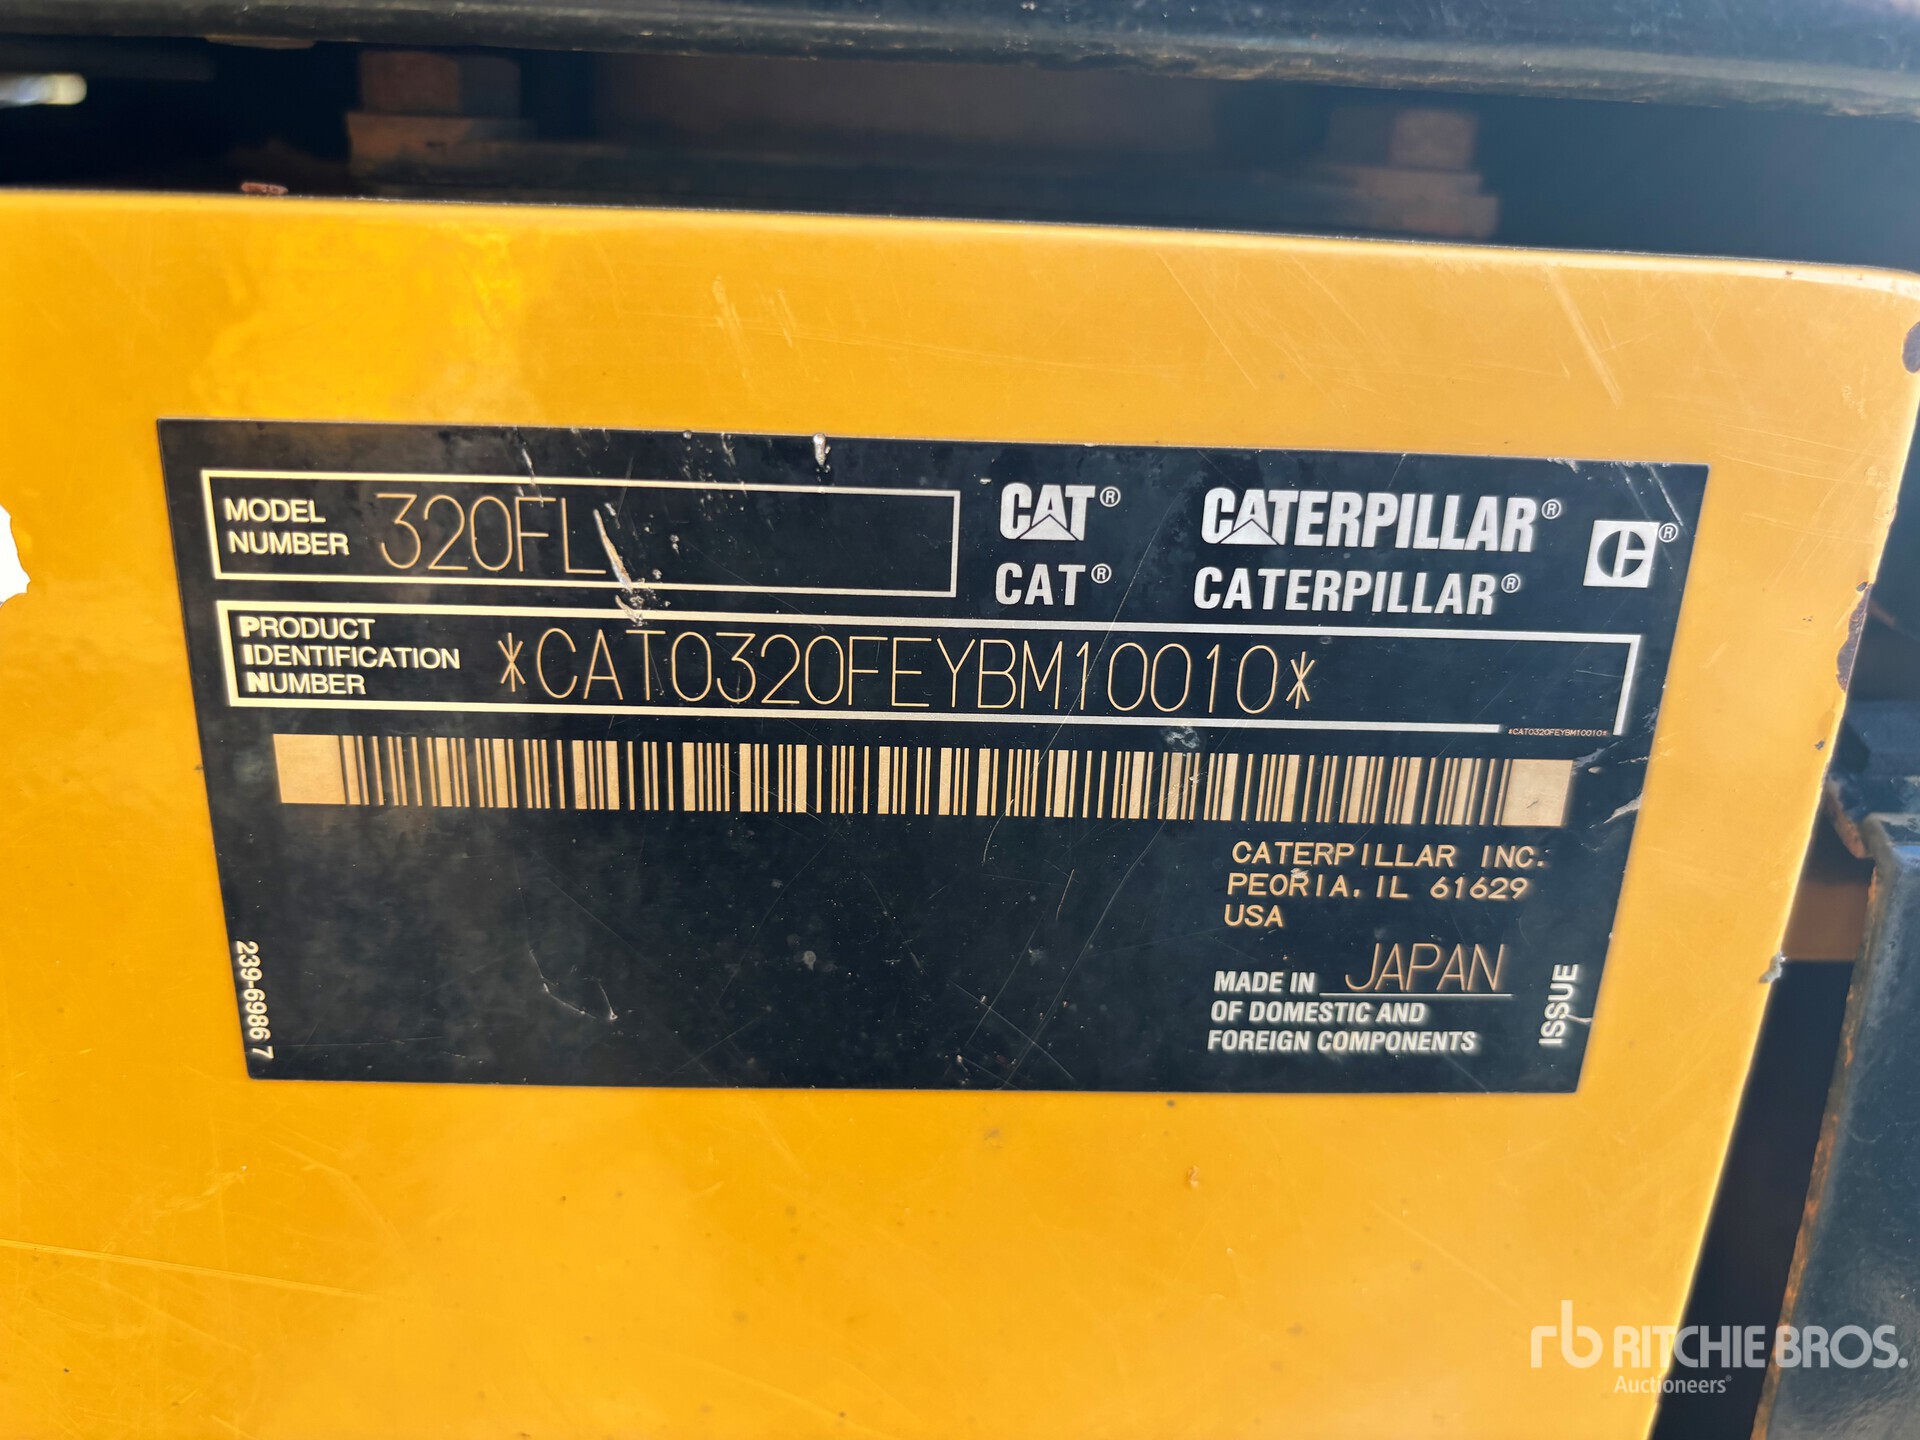 MODEL
NUMBER
320FL
CAT® CATERPILLAR®
CAT® CATERPILLAR®
PRODUCT
IDENTIFICATION
NUMBER
*CAT0320FEYBM10010*
*CAT0320FEYBM10010*
CATERPILLAR INC.
PEORIA, IL 61629
USA
MADE IN JAPAN
OF DOMESTIC AND
FOREIGN COMPONENTS
ISSUE
239-6986 7
rb RITCHIE BROS.
Auctioneers®